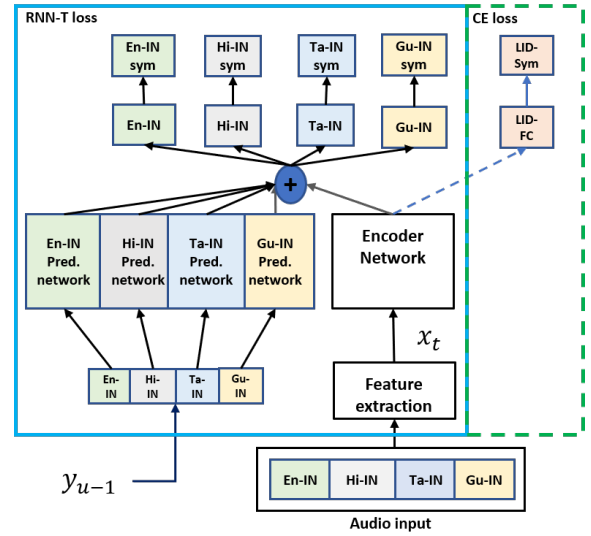 RNN-T loss
CE loss
En-IN
sym
Hi-IN
sym
Ta-IN
sym
Gu-IN
sym
LID-
Sym
En-IN
Hi-IN
Ta-IN
Gu-IN
LID-
FC
+
En-IN
Pred.
network
Hi-IN
Pred.
network
Ta-IN
Pred.
network
Gu-IN
Pred.
network
Encoder
Network
x_t
En-
IN
Hi-
IN
Ta-
IN
Gu-
IN
Feature
extraction
y_{u−1}
En-IN
Hi-IN
Ta-IN
Gu-IN
Audio input